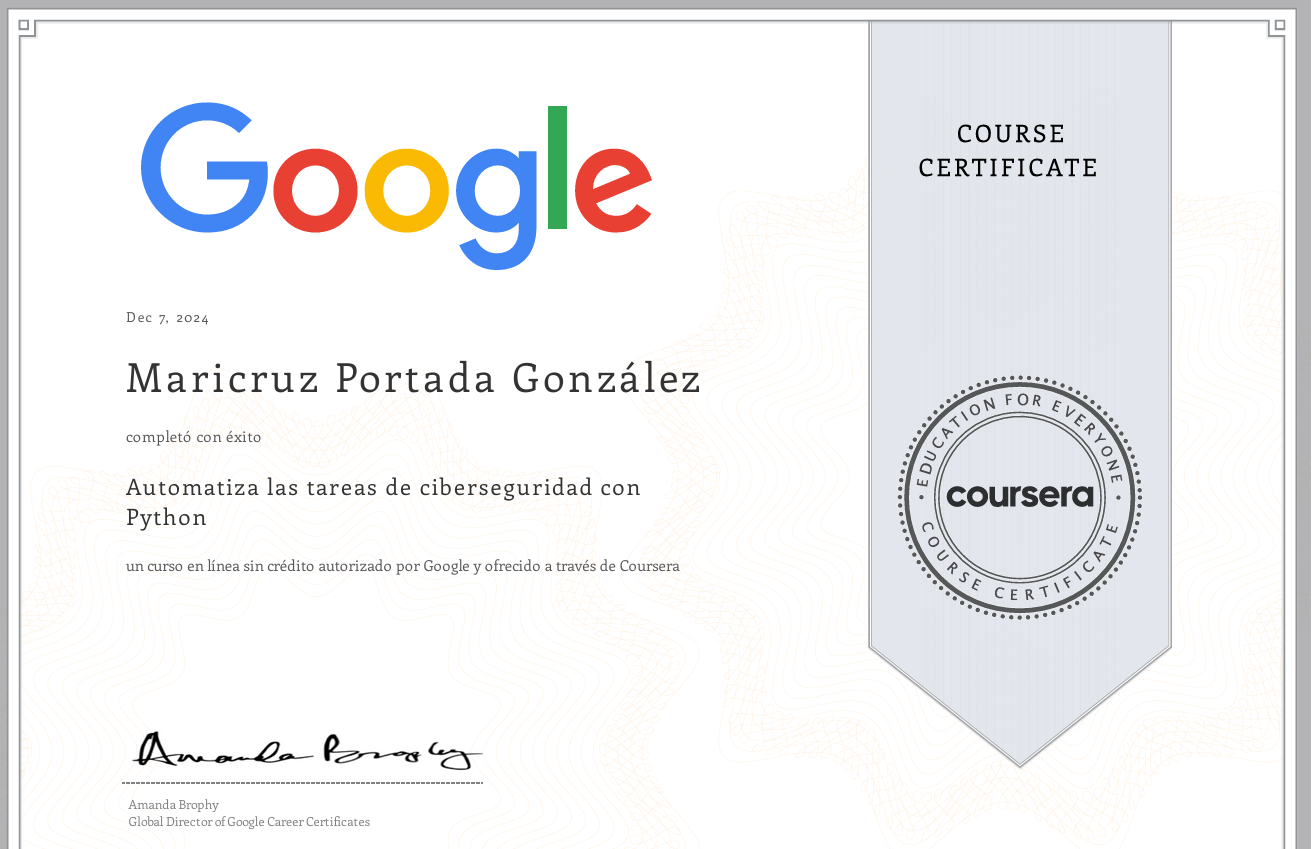 Google
COURSE
CERTIFICATE
Dec 7, 2024
Maricruz Portada González
completó con éxito
Automatiza las tareas de ciberseguridad con
Python
un curso en línea sin crédito autorizado por Google y ofrecido a través de Coursera
EDUCATION FOR EVERYONE
coursera
COURSE CERTIFICATE
Amanda Brophy
Amanda Brophy
Global Director of Google Career Certificates